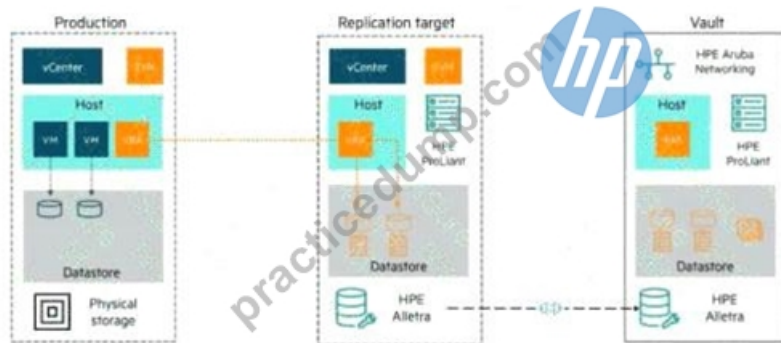 Production
vCenter
ZVM
Host
VM
VM
VRA
Datastore
Physical
storage
Replication target
vCenter
ZVM
Host
VRA
HPE
ProLiant
Datastore
HPE
Alletra
Vault
HPE Aruba
Networking
Host
HPE
ProLiant
Datastore
HPE
Alletra
hp
practicedump.com